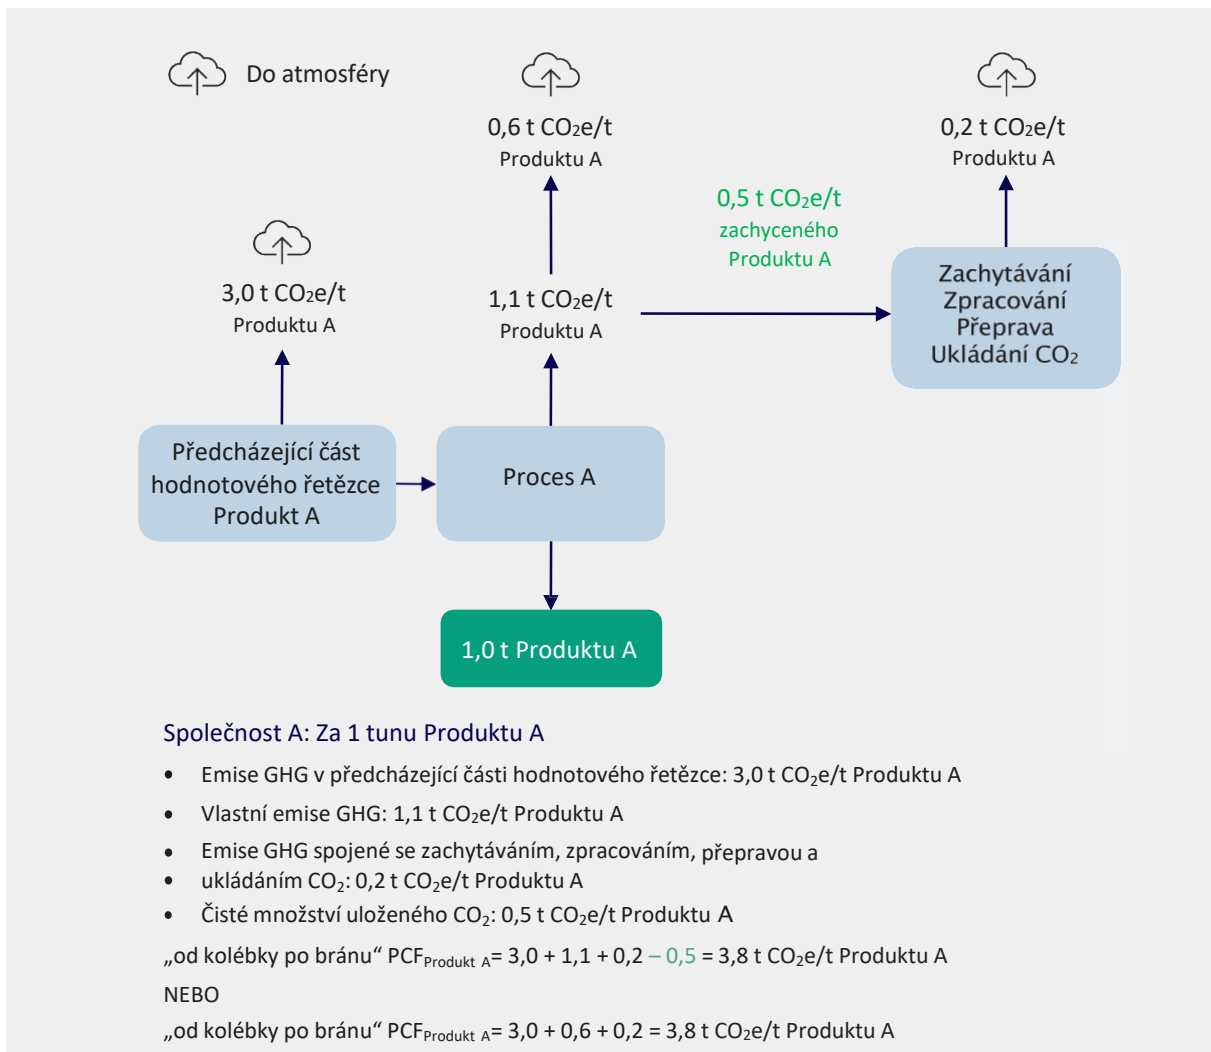 Do atmosféry
0,6 t CO₂e/t
Produktu A
0,2 t CO₂e/t
Produktu A
0,5 t CO₂e/t
zachyceného
Produktu A
3,0 t CO₂e/t
Produktu A
1,1 t CO₂e/t
Produktu A
Zachytávání
Zpracování
Přeprava
Ukládání CO₂
Předcházející část
hodnotového řetězce
Produkt A
Proces A
1,0 t Produktu A
Společnost A: Za 1 tunu Produktu A
• Emise GHG v předcházející části hodnotového řetězce: 3,0 t CO₂e/t Produktu A
• Vlastní emise GHG: 1,1 t CO₂e/t Produktu A
• Emise GHG spojené se zachytáváním, zpracováním, přepravou a
• ukládáním CO₂: 0,2 t CO₂e/t Produktu A
• Čisté množství uloženého CO₂: 0,5 t CO₂e/t Produktu A
„od kolébky po bránu“ PCF Produkt A= 3,0 + 1,1 + 0,2 – 0,5 = 3,8 t CO₂e/t Produktu A
NEBO
„od kolébky po bránu“ PCF Produkt A= 3,0 + 0,6 + 0,2 = 3,8 t CO₂e/t Produktu A